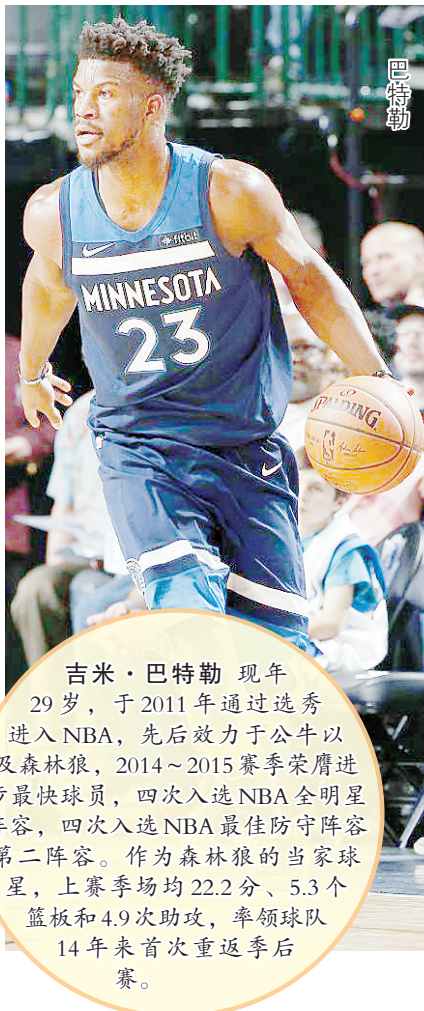 巴特勒
fitbit
MINNESOTA
23
SPALDING
吉米·巴特勒 现年
29岁，于2011年通过选秀
进入NBA，先后效力于公牛以
及森林狼，2014～2015赛季荣膺进
步最快球员，四次入选NBA全明星
阵容，四次入选NBA最佳防守阵容
第二阵容。作为森林狼的当家球
星，上赛季场均22.2分、5.3个
篮板和4.9次助攻，率领球队
14年来首次重返季后
赛。